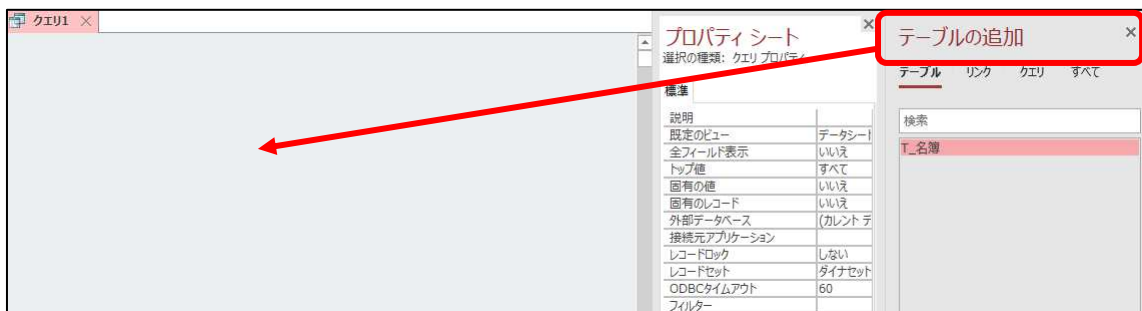 クエリ1
プロパティ シート
選択の種類: クエリ プロパティ
標準
説明
既定のビュー データシート
全フィールド表示 いいえ
トップ値 すべて
固有の値 いいえ
固有のレコード いいえ
外部データベース (カレント デ
接続元アプリケーション
レコードロック しない
レコードセット ダイナセット
ODBCタイムアウト 60
フィルター
テーブルの追加
テーブル リンク クエリ すべて
検索
T_名簿